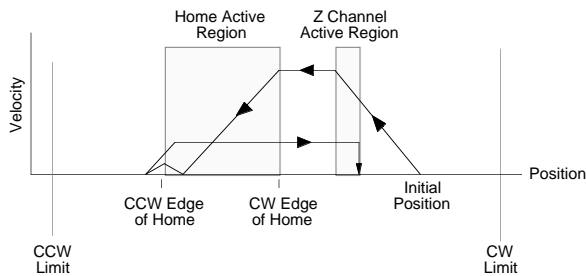 Home Active
Region
Z Channel
Active Region
Velocity
Position
CCW Edge
of Home
CW Edge
of Home
Initial
Position
CCW
Limit
CW
Limit